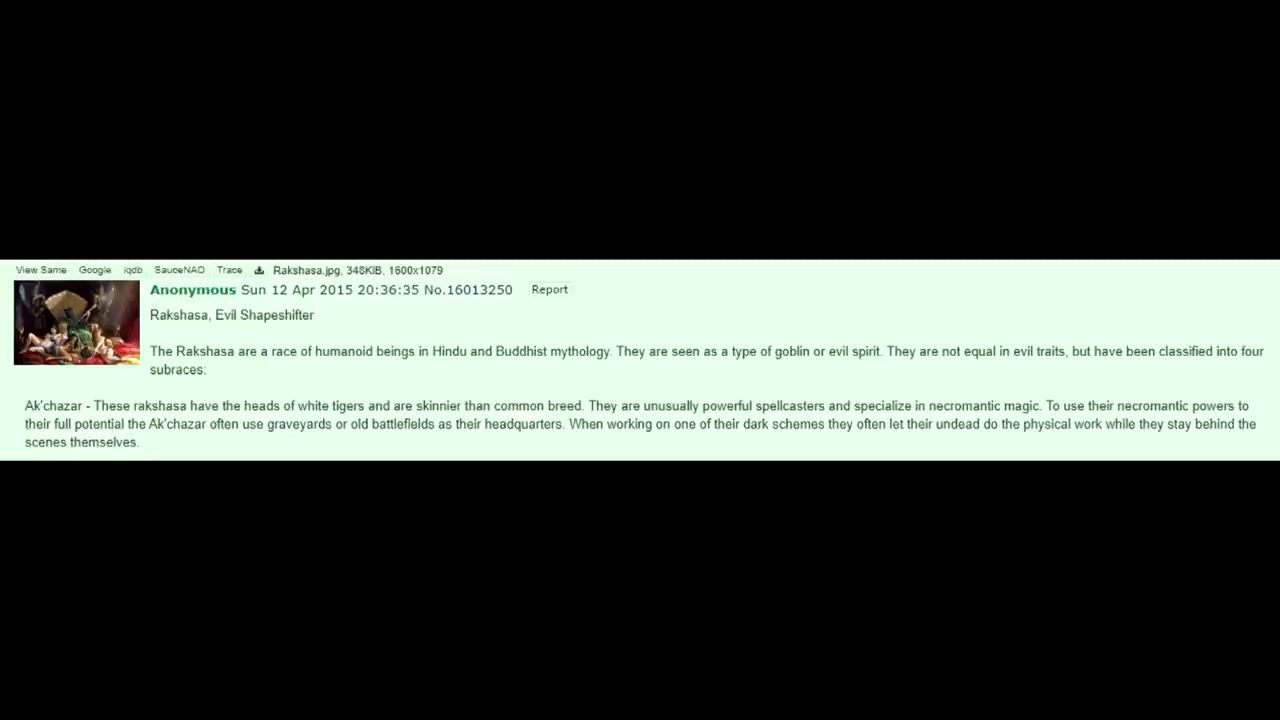 View Same Google iqdb SauceNAO Trace Rakshasa.jpg, 348KIB, 1600x1079
Anonymous Sun 12 Apr 2015 20:36:35 No.16013250 Report
Rakshasa, Evil Shapeshifter
The Rakshasa are a race of humanoid beings in Hindu and Buddhist mythology. They are seen as a type of goblin or evil spirit. They are not equal in evil traits, but have been classified into four
subraces:
Ak'chazar - These rakshasa have the heads of white tigers and are skinnier than common breed. They are unusually powerful spellcasters and specialize in necromantic magic. To use their necromantic powers to
their full potential the Ak'chazar often use graveyards or old battlefields as their headquarters. When working on one of their dark schemes they often let their undead do the physical work while they stay behind the
scenes themselves.